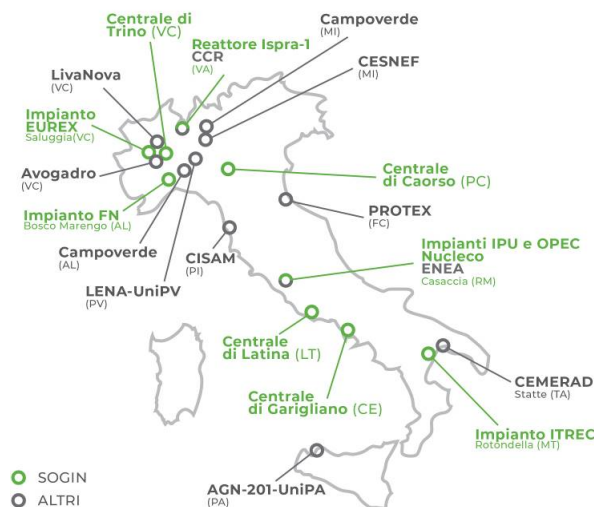 Centrale di
Trino (VC)
Campoverde
(MI)
Reattore Ispra-1
CCR
(VA)
CESNEF
(MI)
LivaNova
(VC)
Impianto
EUREX
Saluggia(VC)
Avogadro
(VC)
Centrale
di Caorso (PC)
Impianto FN
Bosco Marengo (AL)
PROTEX
(FC)
Campoverde
(AL)
CISAM
(PI)
Impianti IPU e OPEC
Nucleco
ENEA
Casaccia (RM)
LENA-UniPV
(PV)
Centrale
di Latina (LT)
CEMERAD
Statte (TA)
Centrale
di Garigliano (CE)
Impianto ITREC
Rotondella (MT)
SOGIN
AGN-201-UniPA
(PA)
ALTRI